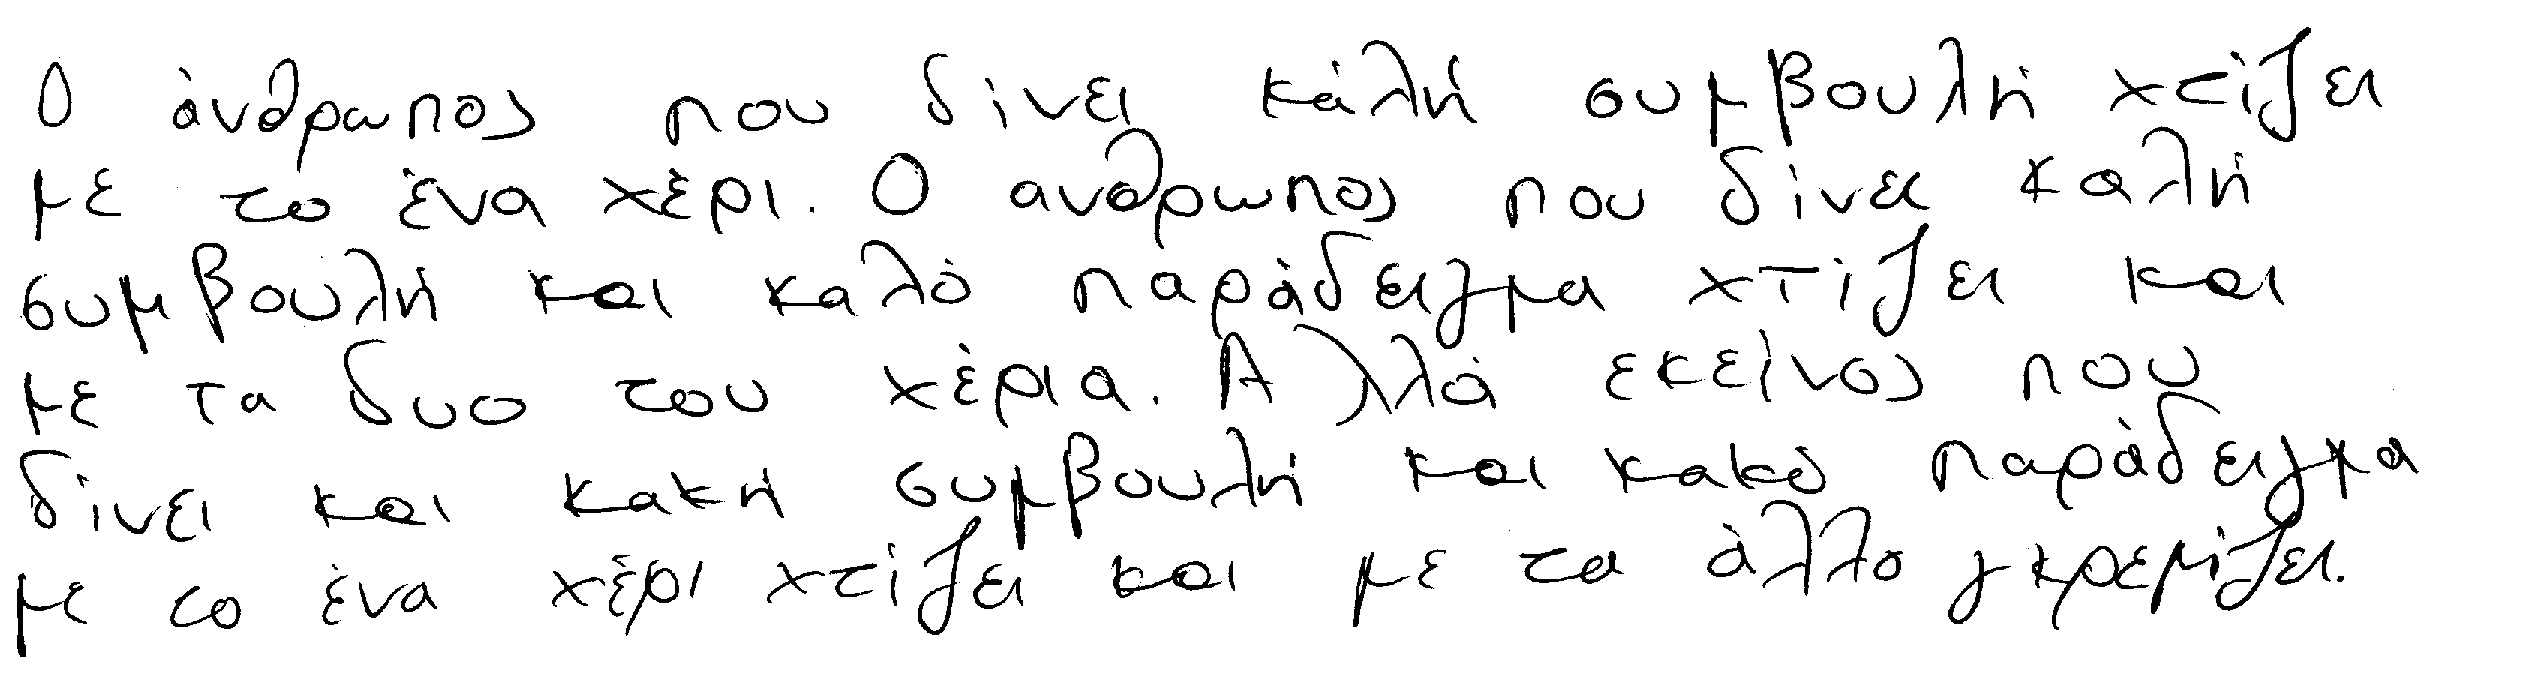 Ο άνθρωπος που δίνει κάλή συμβουλή χτίζει
με το ένα χέρι. Ο ανθρωπος που δίνει καλή
συμβουλή και καλό παράδειγμα χτίζει και
με τα δυο του χέρια. Αλλά εκείνος που
δίνει και κακή συμβουλή και κακό παράδειγμα
με το ένα χέρι χτίζει και με τα άλλο γκρεμίζει.